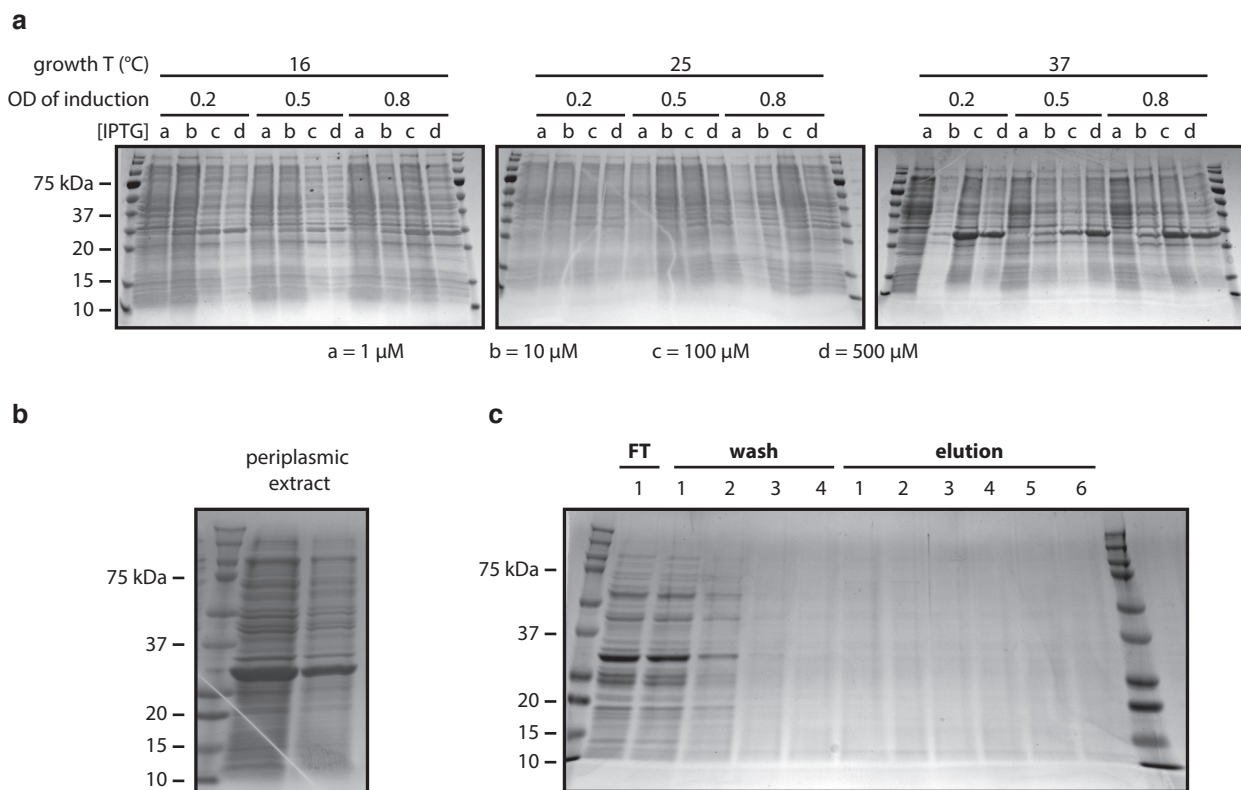 a
growth T (°C) 16 25 37
OD of induction 0.2 0.5 0.8 0.2 0.5 0.8 0.2 0.5 0.8
[IPTG] a b c d a b c d a b c d a b c d a b c d a b c d a b c d a b c d a b c d
75 kDa
37
20
15
10
a = 1 μM b = 10 μM c = 100 μM d = 500 μM
b
periplasmic
extract
75 kDa
37
20
15
10
c
FT wash elution
1 1 2 3 4 1 2 3 4 5 6
75 kDa
37
20
15
10